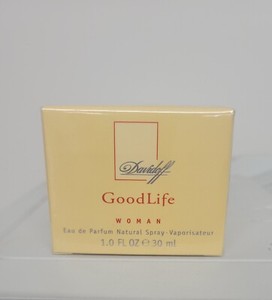 Davidoff
GoodLife
WOMAN
Eau de Parfum Natural Spray - Vaporisateur
1.0 FL OZ ℮ 30 ml